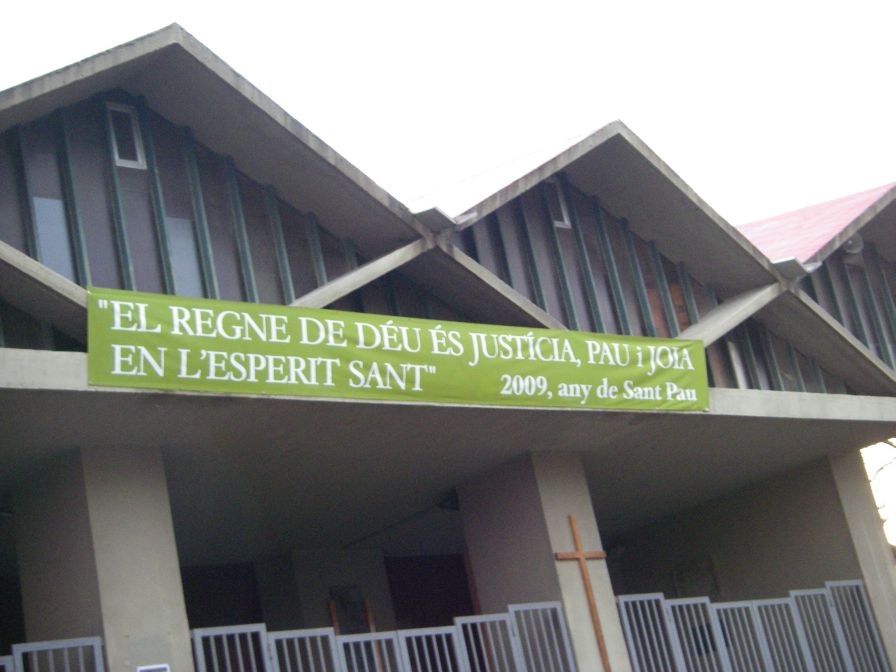 "EL REGNE DE DÉU ÉS JUSTÍCIA, PAU i JOIA
EN L'ESPERIT SANT"
2009, any de Sant Pau